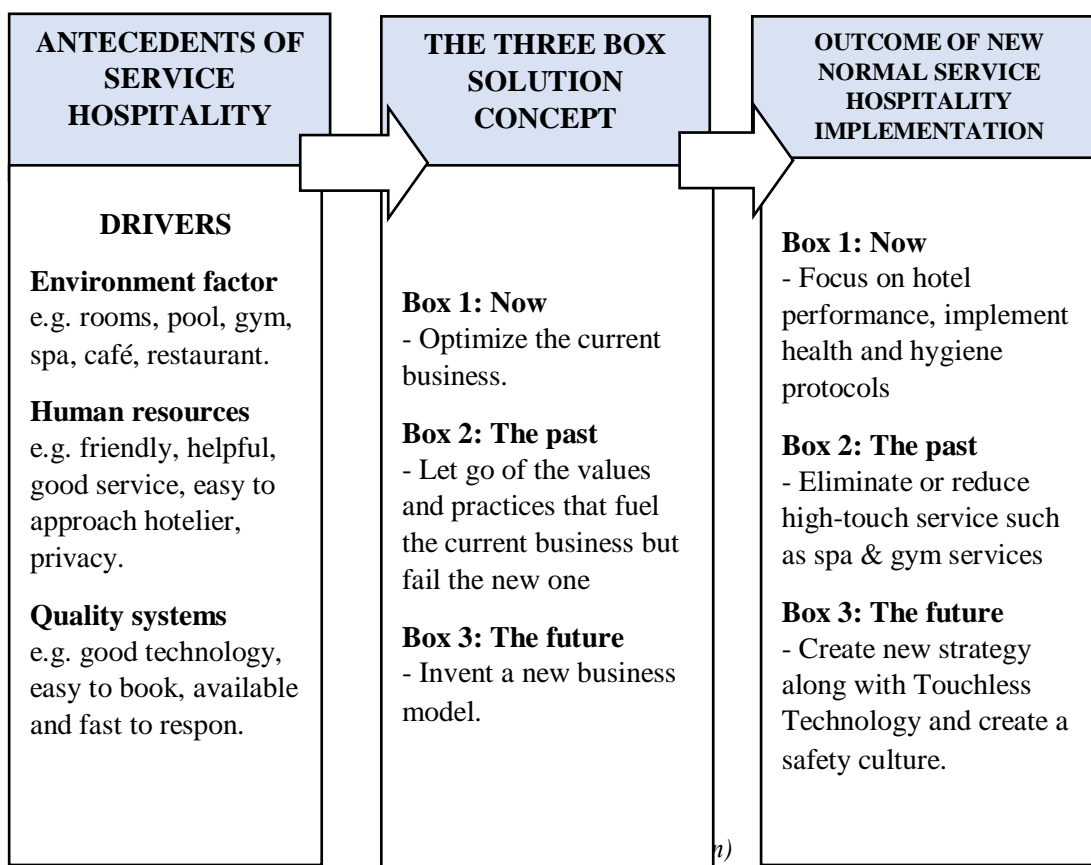 ANTECEDENTS OF
SERVICE
HOSPITALITY
DRIVERS
Environment factor
e.g. rooms, pool, gym,
spa, café, restaurant.
Human resources
e.g. friendly, helpful,
good service, easy to
approach hotelier,
privacy.
Quality systems
e.g. good technology,
easy to book, available
and fast to respon.
THE THREE BOX
SOLUTION
CONCEPT
Box 1: Now
- Optimize the current
business.
Box 2: The past
- Let go of the values
and practices that fuel
the current business but
fail the new one
Box 3: The future
- Invent a new business
model.
OUTCOME OF NEW
NORMAL SERVICE
HOSPITALITY
IMPLEMENTATION
Box 1: Now
- Focus on hotel
performance, implement
health and hygiene
protocols
Box 2: The past
- Eliminate or reduce
high-touch service such
as spa & gym services
Box 3: The future
- Create new strategy
along with Touchless
Technology and create a
safety culture.